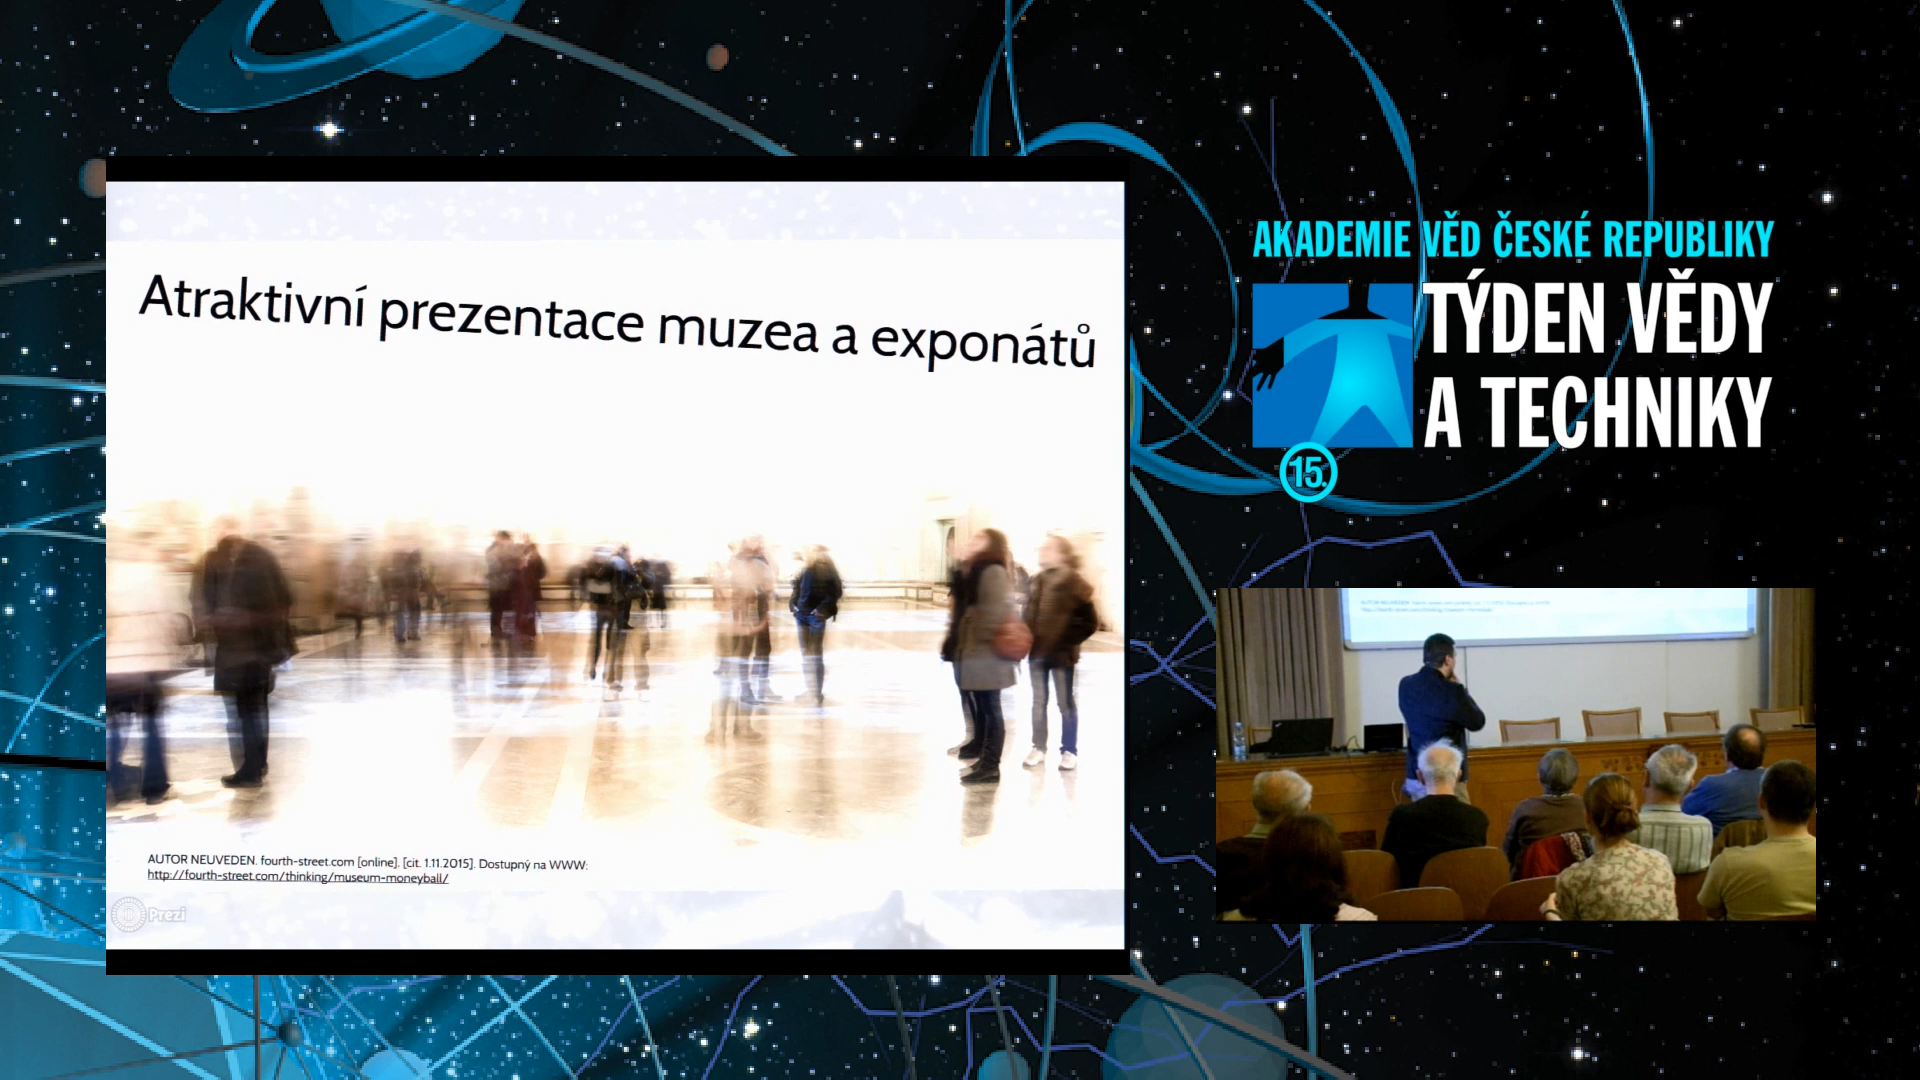 Atraktivní prezentace muzea a exponátů
AUTOR NEUVEDEN. fourth-street.com [online]. [cit. 1.11.2015]. Dostupný na WWW:
http://fourth-street.com/thinking/museum-moneyball/
Prezi
AKADEMIE VĚD ČESKÉ REPUBLIKY
TÝDEN VĚDY
A TECHNIKY
15.